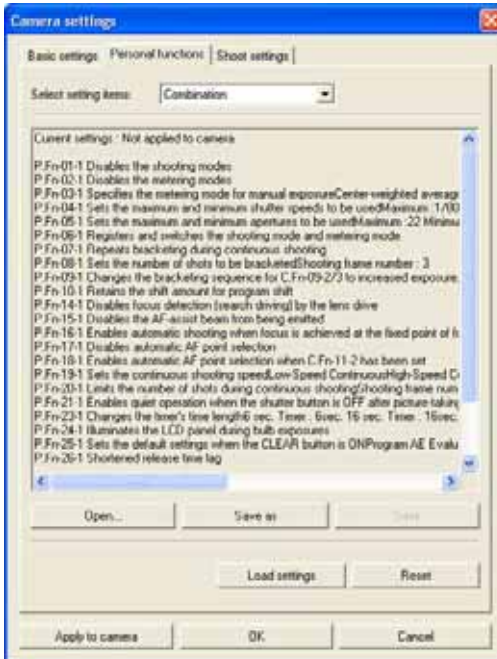 Camera settings
Basic settings Personal functions Shoot settings
Select setting items: Combination
Current settings : Not applied to camera
P.Fn-01-1 Disables the shooting modes
P.Fn-02-1 Disables the metering modes
P.Fn-03-1 Specifies the metering mode for manual exposureCenter-weighted averag
P.Fn-04-1 Sets the maximum and minimum shutter speeds to be usedMaximum :1/80
P.Fn-05-1 Sets the maximum and minimum apertures to be usedMaximum :22 Minimu
P.Fn-06-1 Registers and switches the shooting mode and metering mode
P.Fn-07-1 Repeats bracketing during continuous shooting
P.Fn-08-1 Sets the number of shots to be bracketedShooting frame number : 3
P.Fn-09-1 Changes the bracketing sequence for C.Fn-09-2/3 to increased exposure,
P.Fn-10-1 Retains the shift amount for program shift
P.Fn-14-1 Disables focus detection (search driving) by the lens drive
P.Fn-15-1 Disables the AF-assist beam from being emitted
P.Fn-16-1 Enables automatic shooting when focus is achieved at the fixed point of fo
P.Fn-17-1 Disables automatic AF point selection
P.Fn-18-1 Enables automatic AF point selection when C.Fn-11-2 has been set
P.Fn-19-1 Sets the continuous shooting speedLow-Speed ContinuousHigh-Speed C
P.Fn-20-1 Limits the number of shots during continuous shootingShooting frame num
P.Fn-21-1 Enables quiet operation when the shutter button is OFF after picture-taking
P.Fn-23-1 Changes the timer's time length6 sec. Timer : 6sec. 16 sec. Timer : 16sec.
P.Fn-24-1 Illuminates the LCD panel during bulb exposures
P.Fn-25-1 Sets the default settings when the CLEAR button is ONProgram AE Evalu
P.Fn-26-1 Shortened release time lag
Open... Save as Save
Load settings Reset
Apply to camera OK Cancel